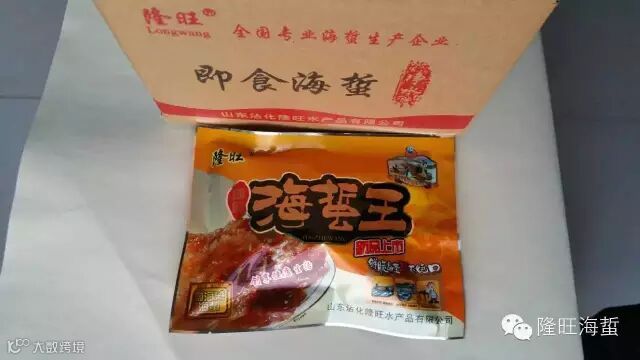 隆旺
Longwang
全国专业海蜇生产企业
即食海蜇
山东沾化隆旺水产品有限公司
隆旺
海蜇王
HAIZHEWANG
新品上市
山东沾化隆旺水产品有限公司
大数跨境
隆旺海蜇